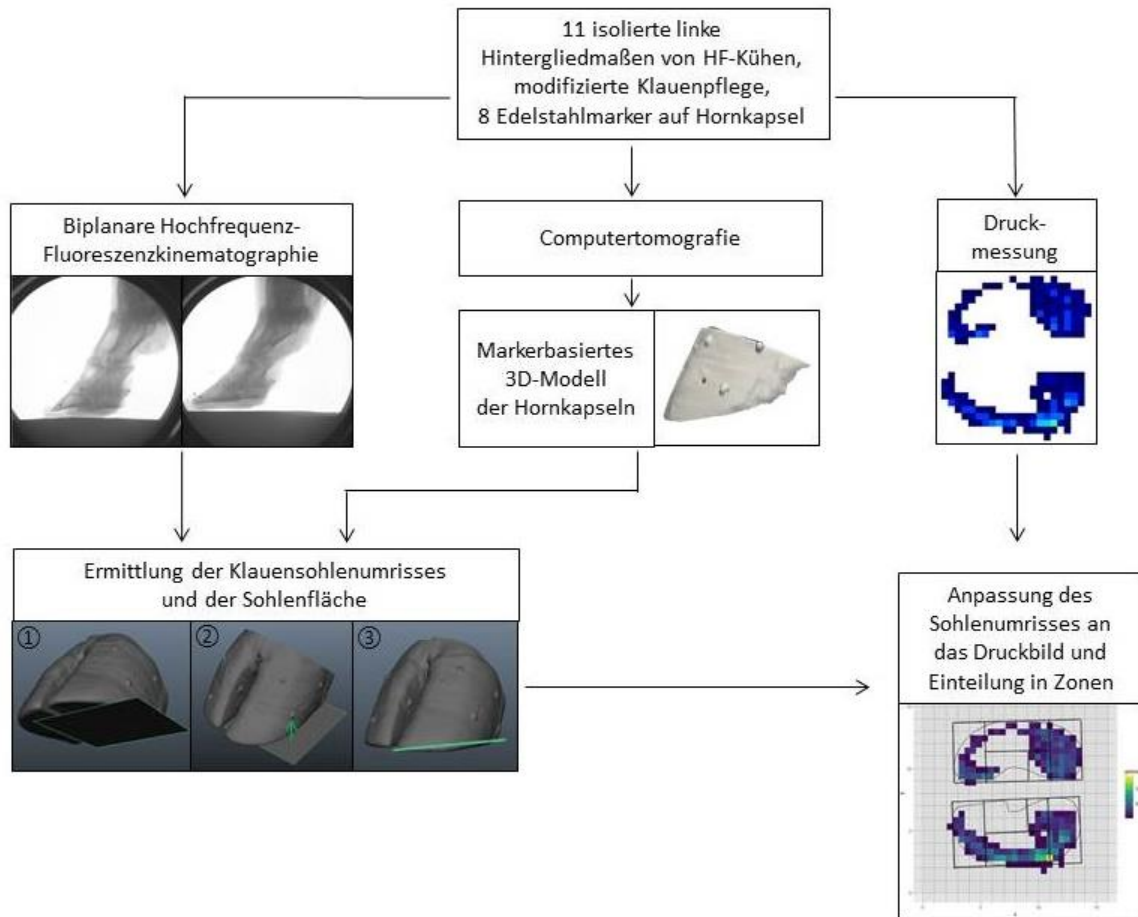 11 isolierte linke
Hintergliedmaßen von HF-Kühen,
modifizierte Klauenpflege,
8 Edelstahlmarker auf Hornkapsel
Biplanare Hochfrequenz-
Fluoreszenzkinematographie
Computertomografie
Druck-
messung
Markerbasiertes
3D-Modell
der Hornkapseln
Ermittlung der Klauensohlenumrisses
und der Sohlenfläche
①
②
③
Anpassung des
Sohlenumrisses an
das Druckbild und
Einteilung in Zonen